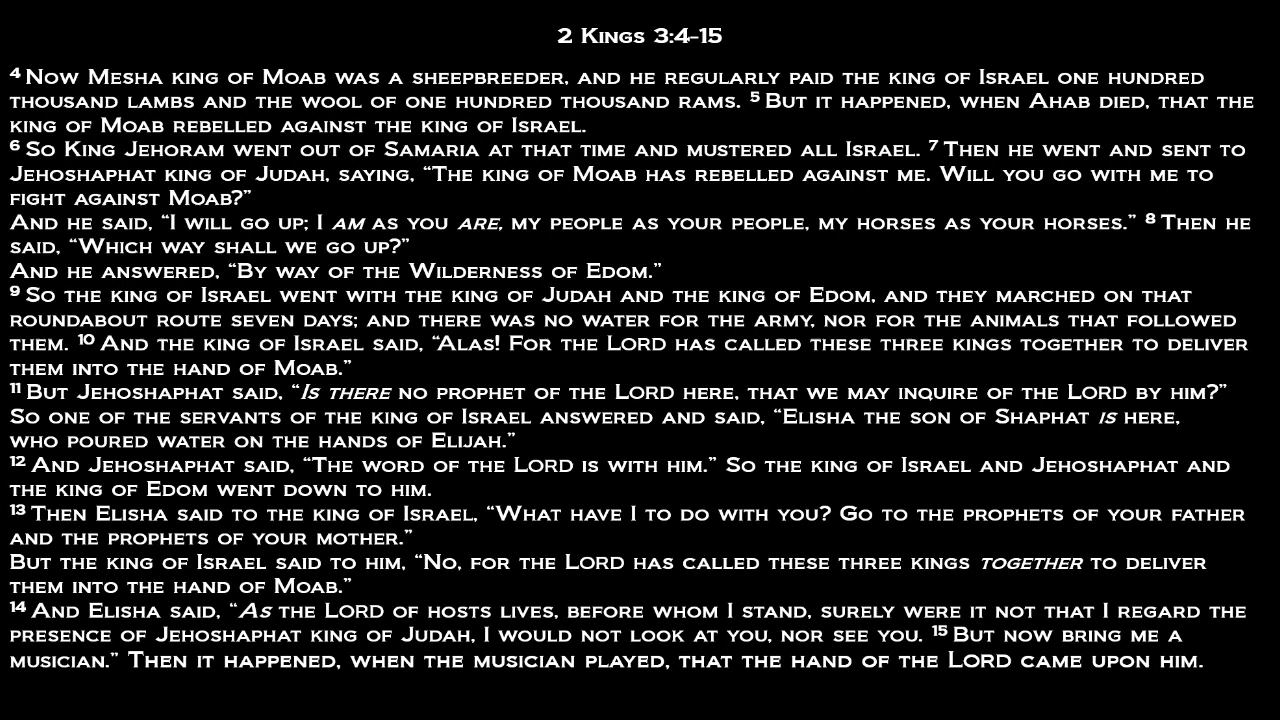 2 Kings 3:4-15
4 Now Mesha king of Moab was a sheepbreeder, and he regularly paid the king of Israel one hundred
thousand lambs and the wool of one hundred thousand rams. 5 But it happened, when Ahab died, that the
king of Moab rebelled against the king of Israel.
6 So King Jehoram went out of Samaria at that time and mustered all Israel. 7 Then he went and sent to
Jehoshaphat king of Judah, saying, “The king of Moab has rebelled against me. Will you go with me to
fight against Moab?”
And he said, “I will go up; I am as you are, my people as your people, my horses as your horses.” 8 Then he
said, “Which way shall we go up?”
And he answered, “By way of the Wilderness of Edom.”
9 So the king of Israel went with the king of Judah and the king of Edom, and they marched on that
roundabout route seven days; and there was no water for the army, nor for the animals that followed
them. 10 And the king of Israel said, “Alas! For the LORD has called these three kings together to deliver
them into the hand of Moab.”
11 But Jehoshaphat said, “Is there no prophet of the LORD here, that we may inquire of the LORD by him?”
So one of the servants of the king of Israel answered and said, “Elisha the son of Shaphat is here,
who poured water on the hands of Elijah.”
12 And Jehoshaphat said, “The word of the LORD is with him.” So the king of Israel and Jehoshaphat and
the king of Edom went down to him.
13 Then Elisha said to the king of Israel, “What have I to do with you? Go to the prophets of your father
and the prophets of your mother.”
But the king of Israel said to him, “No, for the LORD has called these three kings together to deliver
them into the hand of Moab.”
14 And Elisha said, “As the LORD of hosts lives, before whom I stand, surely were it not that I regard the
presence of Jehoshaphat king of Judah, I would not look at you, nor see you. 15 But now bring me a
musician.” Then it happened, when the musician played, that the hand of the LORD came upon him.